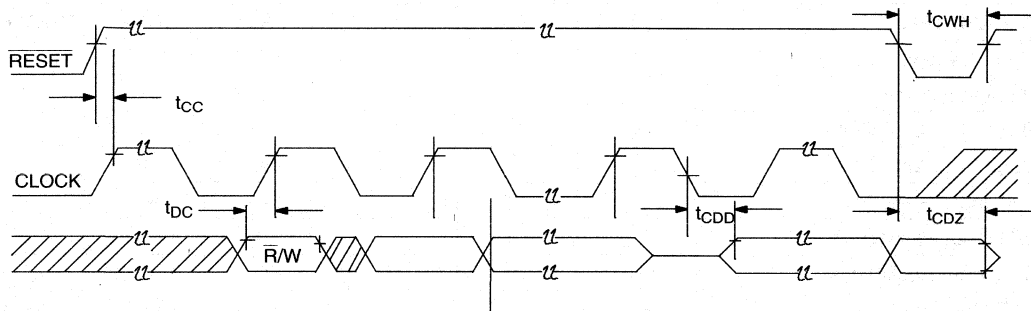 tCWH
RESET
tCC
CLOCK
tDC
tCDD
tCDZ
R/W